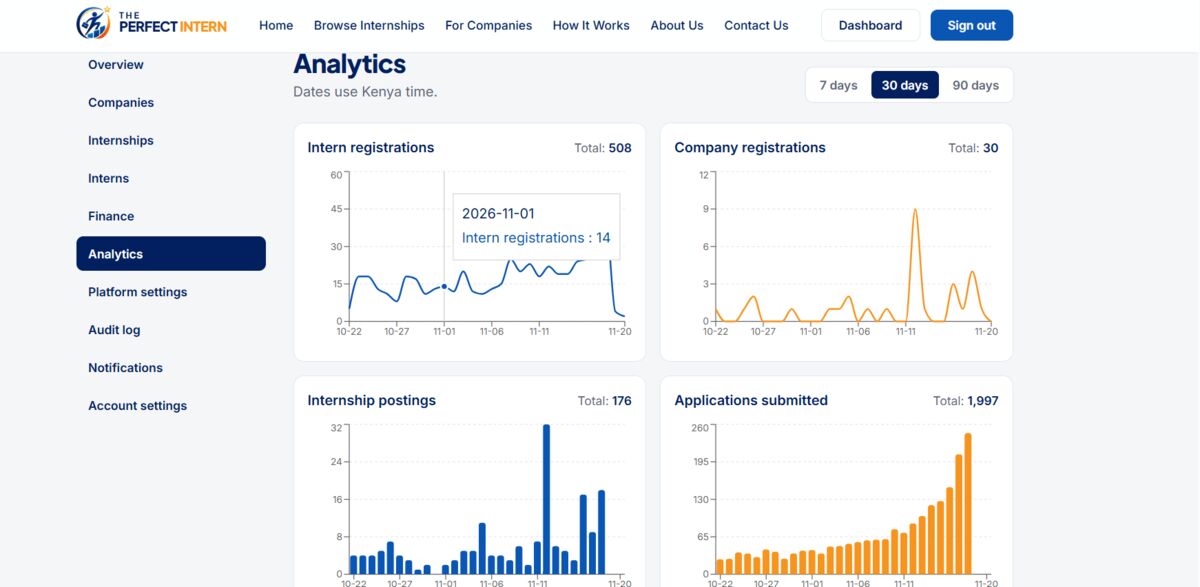 THE
PERFECT INTERN
Home
Browse Internships
For Companies
How It Works
About Us
Contact Us
Dashboard
Sign out
Overview
Companies
Internships
Interns
Finance
Analytics
Platform settings
Audit log
Notifications
Account settings
Analytics
Dates use Kenya time.
7 days
30 days
90 days
Intern registrations
Total: 508
60
45
30
15
0
10-22
10-27
11-01
11-06
11-11
11-20
2026-11-01
Intern registrations : 14
Company registrations
Total: 30
12
9
6
3
0
10-22
10-27
11-01
11-06
11-11
11-20
Internship postings
Total: 176
32
24
16
8
0
10-22
10-27
11-01
11-06
11-11
11-20
Applications submitted
Total: 1,997
260
195
130
65
0
10-22
10-27
11-01
11-06
11-11
11-20